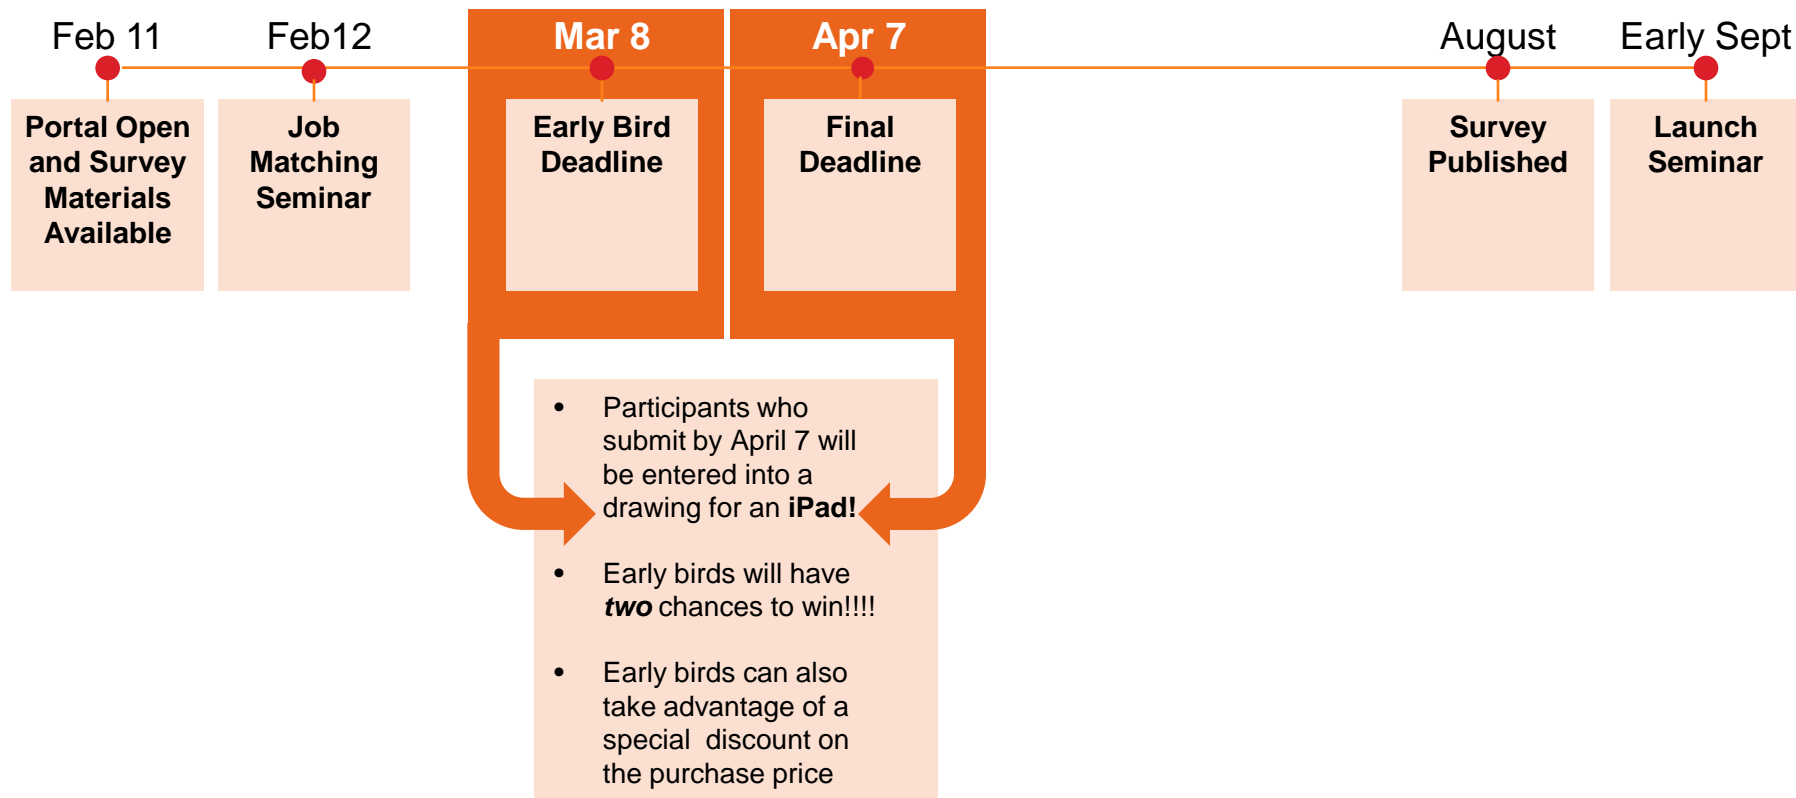 Feb 11
Feb12
Mar 8
Apr 7
August
Early Sept
Portal Open
and Survey
Materials
Available
Job
Matching
Seminar
Early Bird
Deadline
Final
Deadline
Survey
Published
Launch
Seminar
• Participants who
submit by April 7 will
be entered into a
drawing for an iPad!
• Early birds will have
two chances to win!!!!
• Early birds can also
take advantage of a
special  discount on
the purchase price